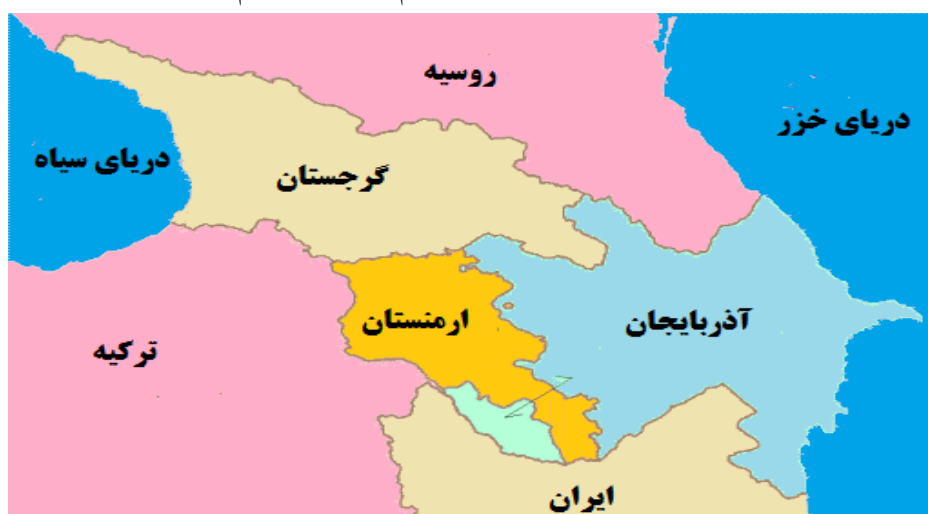 روسیه
دریای خزر
دریای سیاه
گرجستان
ارمنستان
آذربایجان
ترکیه
ایران